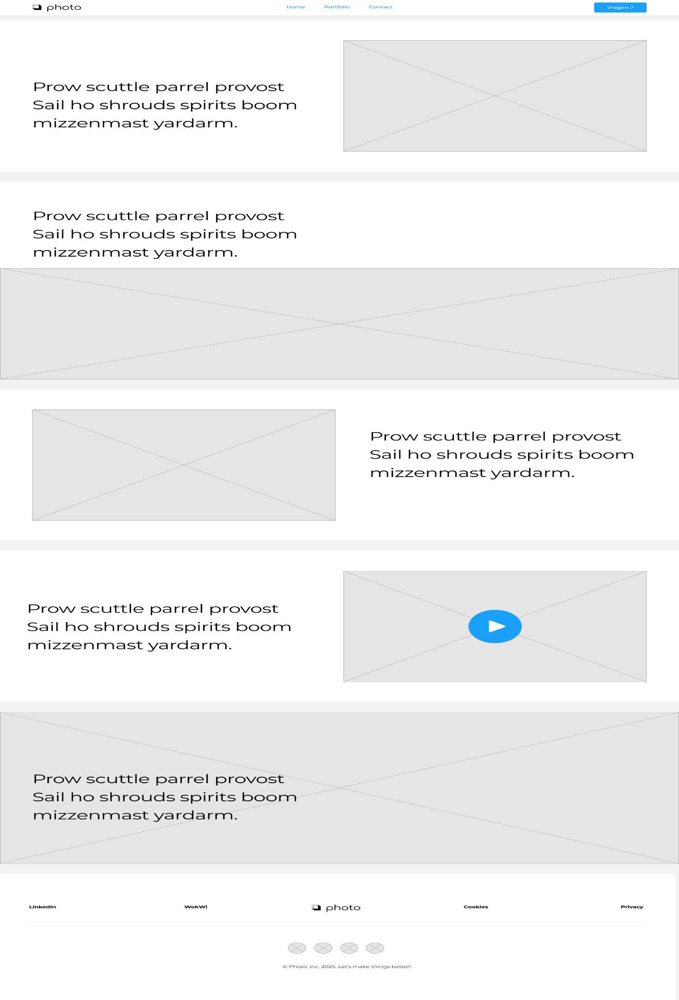 photo
Home
Portfolio
Contact
Vragen ?
Prow scuttle parrel provost
Sail ho shrouds spirits boom
mizzenmast yardarm.
Prow scuttle parrel provost
Sail ho shrouds spirits boom
mizzenmast yardarm.
Prow scuttle parrel provost
Sail ho shrouds spirits boom
mizzenmast yardarm.
Prow scuttle parrel provost
Sail ho shrouds spirits boom
mizzenmast yardarm.
Prow scuttle parrel provost
Sail ho shrouds spirits boom
mizzenmast yardarm.
LinkedIn
WokWi
photo
Cookies
Privacy
© Photo, Inc. 2025. Let's make things better!